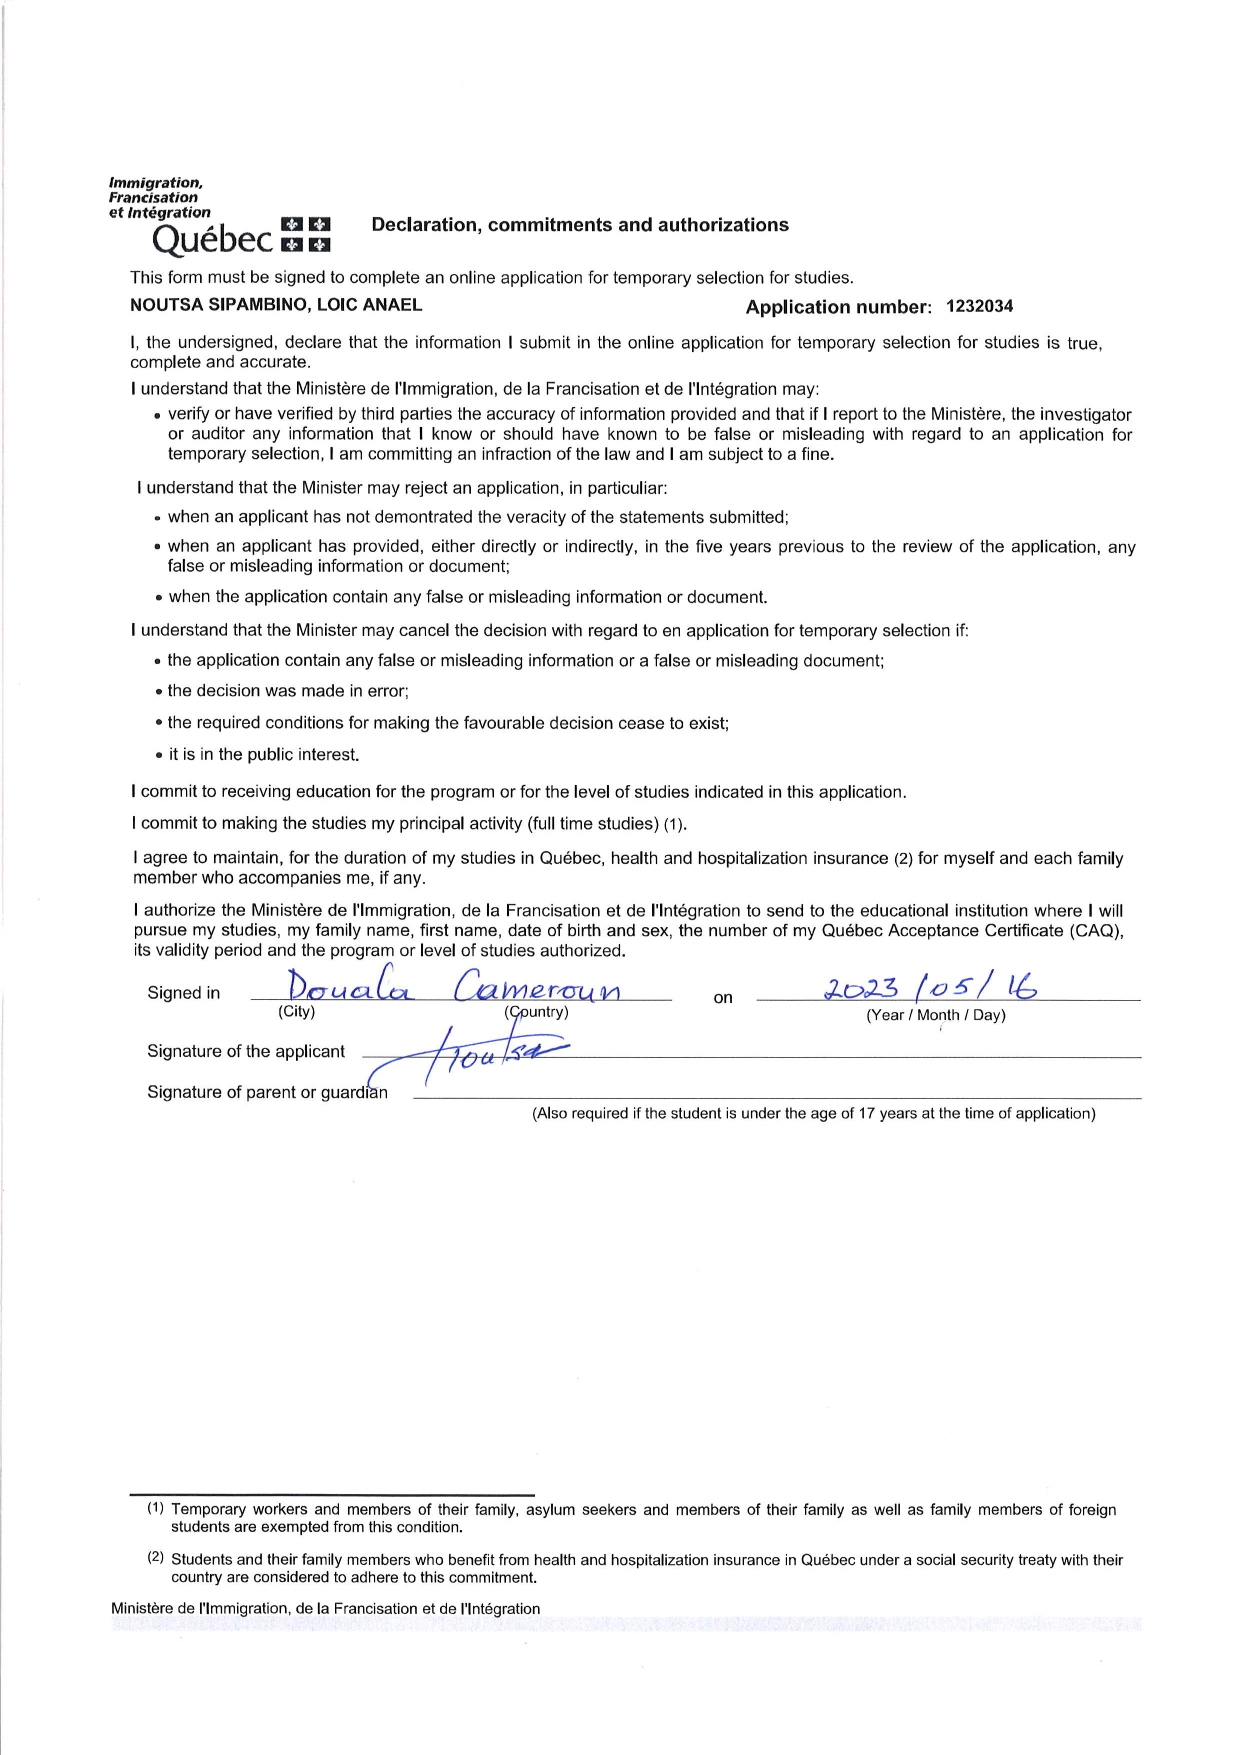 Immigration,
Francisation
et Intégration
Québec
Declaration, commitments and authorizations
This form must be signed to complete an online application for temporary selection for studies.
NOUTSA SIPAMBINO, LOIC ANAEL Application number: 1232034
I, the undersigned, declare that the information I submit in the online application for temporary selection for studies is true,
complete and accurate.
I understand that the Ministère de l'Immigration, de la Francisation et de l'Intégration may:
• verify or have verified by third parties the accuracy of information provided and that if I report to the Ministère, the investigator
or auditor any information that I know or should have known to be false or misleading with regard to an application for
temporary selection, I am committing an infraction of the law and I am subject to a fine.
I understand that the Minister may reject an application, in particuliar:
• when an applicant has not demontrated the veracity of the statements submitted;
• when an applicant has provided, either directly or indirectly, in the five years previous to the review of the application, any
false or misleading information or document;
• when the application contain any false or misleading information or document.
I understand that the Minister may cancel the decision with regard to en application for temporary selection if:
• the application contain any false or misleading information or a false or misleading document;
• the decision was made in error;
• the required conditions for making the favourable decision cease to exist;
• it is in the public interest.
I commit to receiving education for the program or for the level of studies indicated in this application.
I commit to making the studies my principal activity (full time studies) (1).
I agree to maintain, for the duration of my studies in Québec, health and hospitalization insurance (2) for myself and each family
member who accompanies me, if any.
I authorize the Ministère de l'Immigration, de la Francisation et de l'Intégration to send to the educational institution where I will
pursue my studies, my family name, first name, date of birth and sex, the number of my Québec Acceptance Certificate (CAQ),
its validity period and the program or level of studies authorized.
Signed in Douala Cameroun on 2023/05/16
(City) (Country) (Year / Month / Day)
Signature of the applicant Noutsa
Signature of parent or guardian
(Also required if the student is under the age of 17 years at the time of application)
(1) Temporary workers and members of their family, asylum seekers and members of their family as well as family members of foreign
students are exempted from this condition.
(2) Students and their family members who benefit from health and hospitalization insurance in Québec under a social security treaty with their
country are considered to adhere to this commitment.
Ministère de l'Immigration, de la Francisation et de l'Intégration